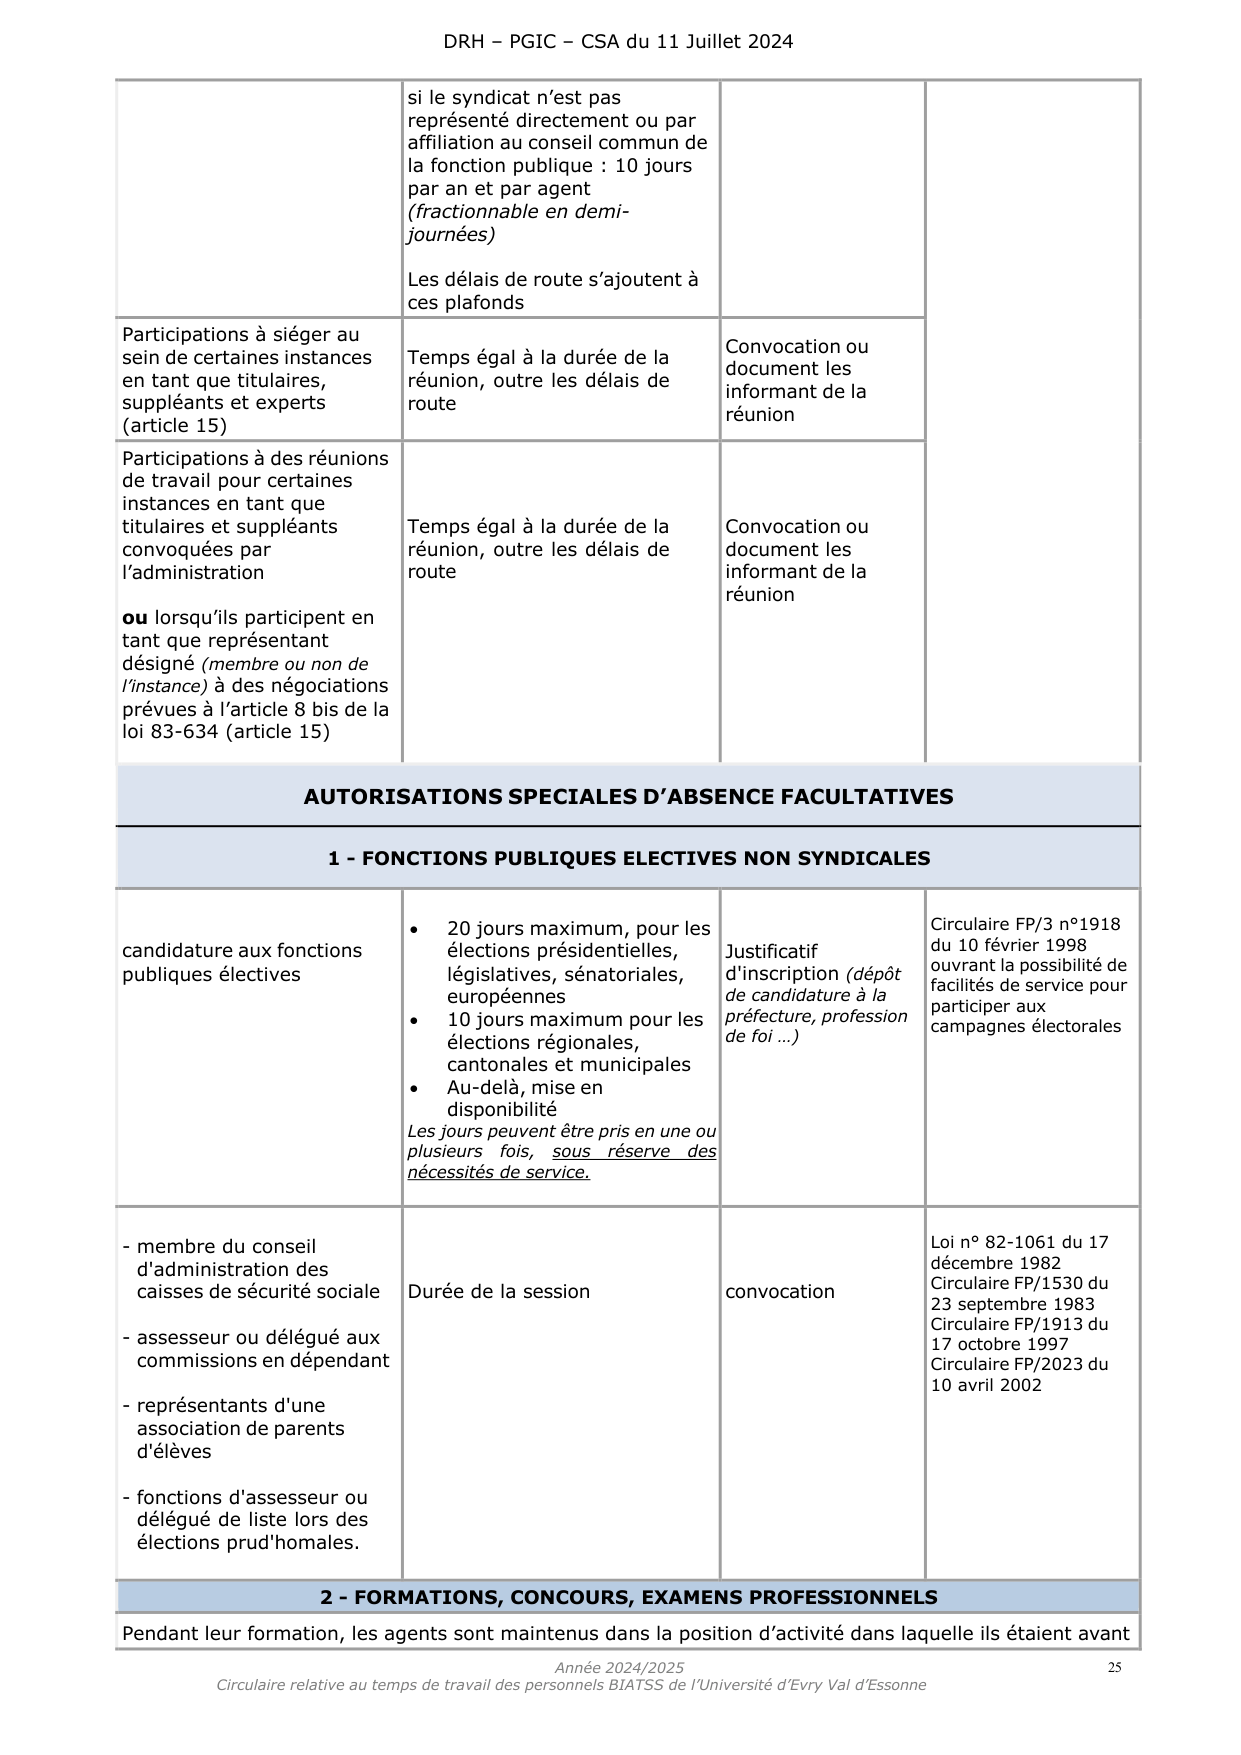 DRH – PGIC – CSA du 11 Juillet 2024
si le syndicat n’est pas
représenté directement ou par
affiliation au conseil commun de
la fonction publique : 10 jours
par an et par agent
(fractionnable en demi-
journées)
Les délais de route s’ajoutent à
ces plafonds
Participations à siéger au
sein de certaines instances
en tant que titulaires,
suppléants et experts
(article 15)
Temps égal à la durée de la
réunion, outre les délais de
route
Convocation ou
document les
informant de la
réunion
Participations à des réunions
de travail pour certaines
instances en tant que
titulaires et suppléants
convoquées par
l’administration
ou lorsqu’ils participent en
tant que représentant
désigné (membre ou non de
l’instance) à des négociations
prévues à l’article 8 bis de la
loi 83-634 (article 15)
Temps égal à la durée de la
réunion, outre les délais de
route
Convocation ou
document les
informant de la
réunion
AUTORISATIONS SPECIALES D’ABSENCE FACULTATIVES
1 - FONCTIONS PUBLIQUES ELECTIVES NON SYNDICALES
candidature aux fonctions
publiques électives
• 20 jours maximum, pour les
élections présidentielles,
législatives, sénatoriales,
européennes
• 10 jours maximum pour les
élections régionales,
cantonales et municipales
• Au-delà, mise en
disponibilité
Les jours peuvent être pris en une ou
plusieurs fois, sous réserve des
nécessités de service.
Justificatif
d'inscription (dépôt
de candidature à la
préfecture, profession
de foi …)
Circulaire FP/3 n°1918
du 10 février 1998
ouvrant la possibilité de
facilités de service pour
participer aux
campagnes électorales
- membre du conseil
d'administration des
caisses de sécurité sociale
- assesseur ou délégué aux
commissions en dépendant
- représentants d'une
association de parents
d'élèves
- fonctions d'assesseur ou
délégué de liste lors des
élections prud'homales.
Durée de la session
convocation
Loi n° 82-1061 du 17
décembre 1982
Circulaire FP/1530 du
23 septembre 1983
Circulaire FP/1913 du
17 octobre 1997
Circulaire FP/2023 du
10 avril 2002
2 - FORMATIONS, CONCOURS, EXAMENS PROFESSIONNELS
Pendant leur formation, les agents sont maintenus dans la position d’activité dans laquelle ils étaient avant
Année 2024/2025
25
Circulaire relative au temps de travail des personnels BIATSS de l’Université d’Evry Val d’Essonne